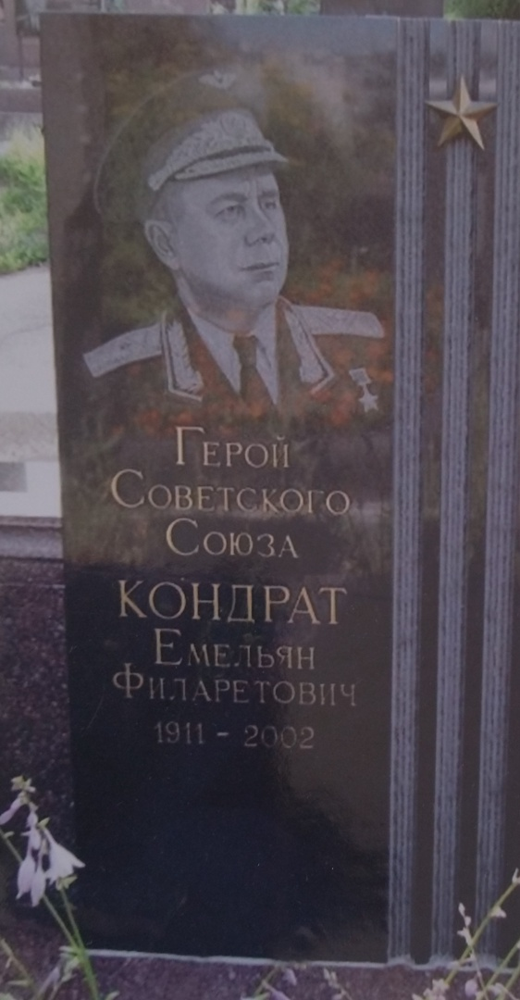 Герой
Советского
Союза
КОНДРАТ
Емельян
Филаретович
1911 - 2002